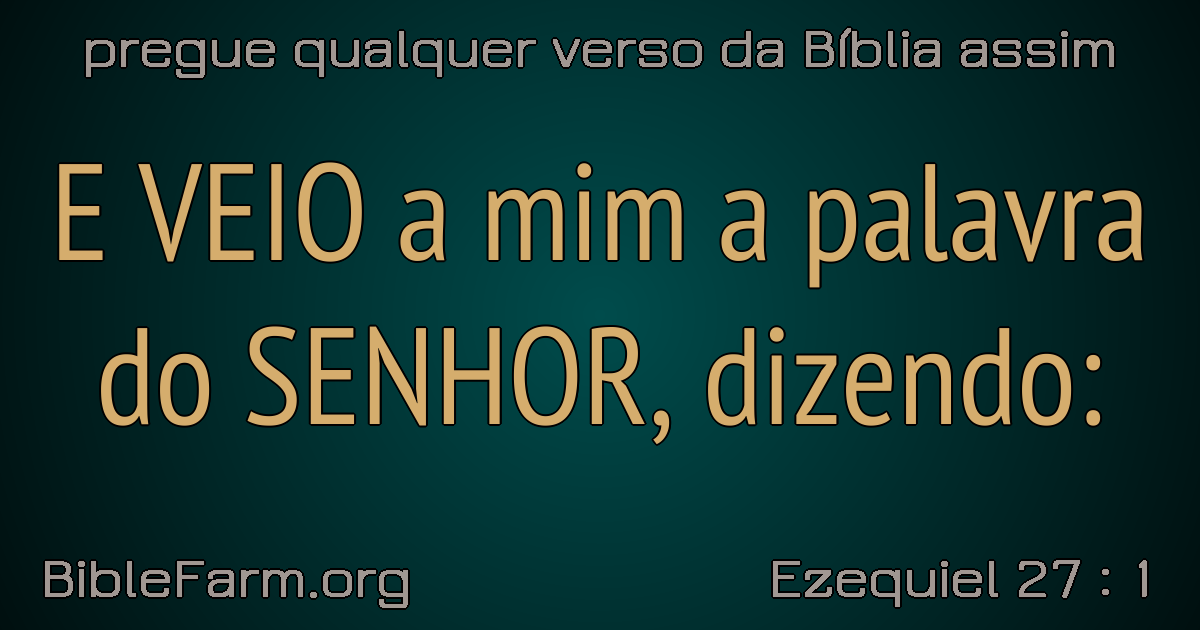 pregue qualquer verso da Bíblia assim
E VEIO a mim a palavra
do SENHOR, dizendo:
BibleFarm.org
Ezequiel 27 : 1